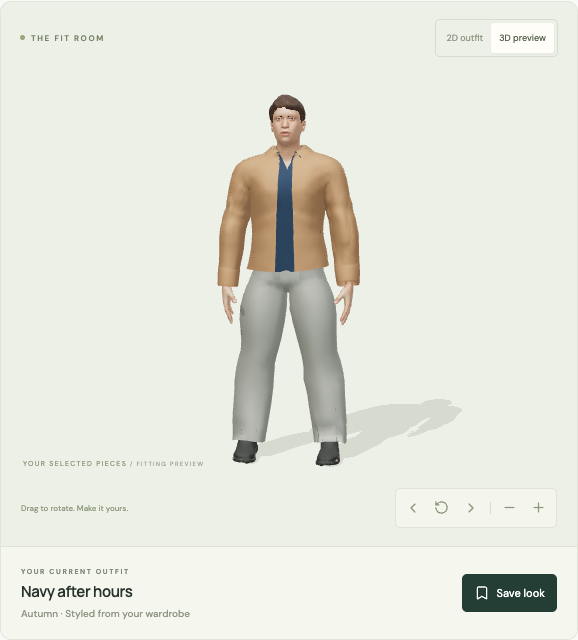 THE FIT ROOM
2D outfit
3D preview
YOUR SELECTED PIECES / FITTING PREVIEW
Drag to rotate. Make it yours.
YOUR CURRENT OUTFIT
Navy after hours
Autumn · Styled from your wardrobe
Save look